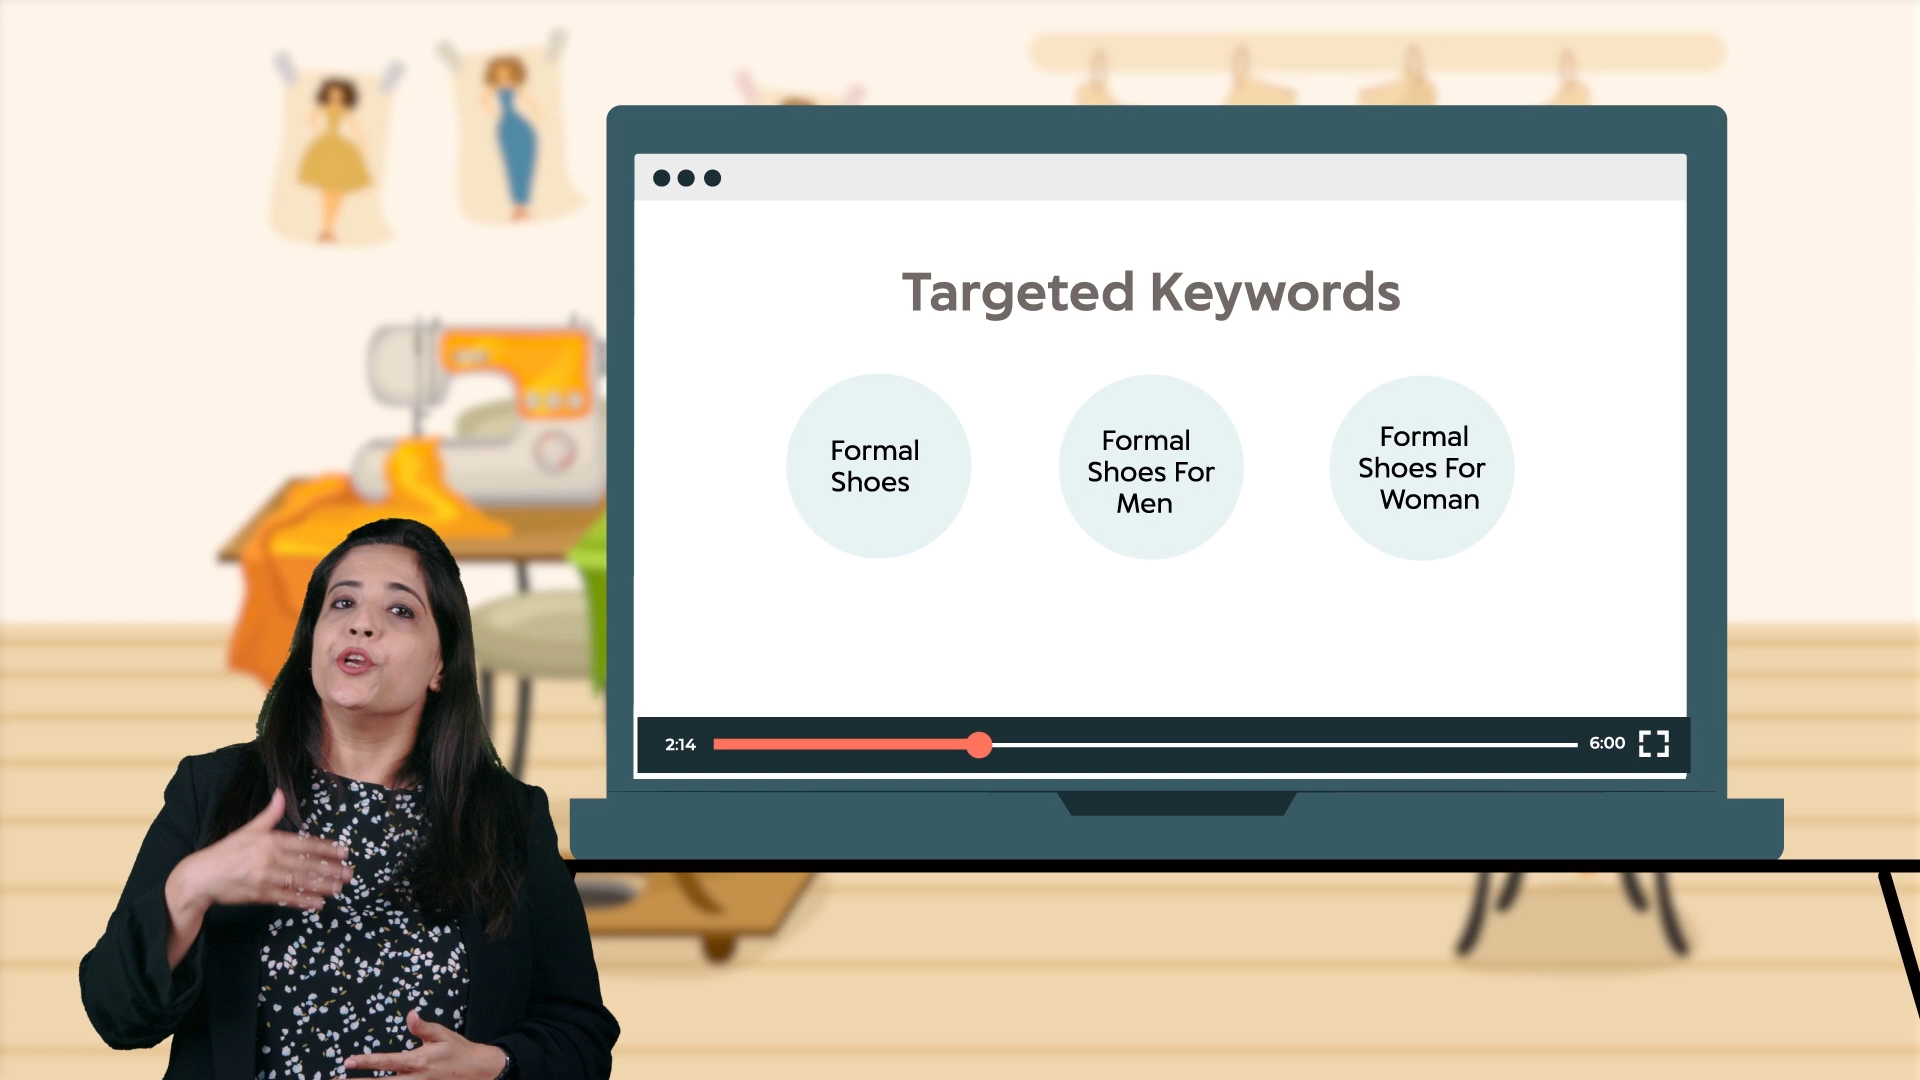 Targeted Keywords
Formal
Shoes
Formal
Shoes For
Men
Formal
Shoes For
Woman
2:14
6:00